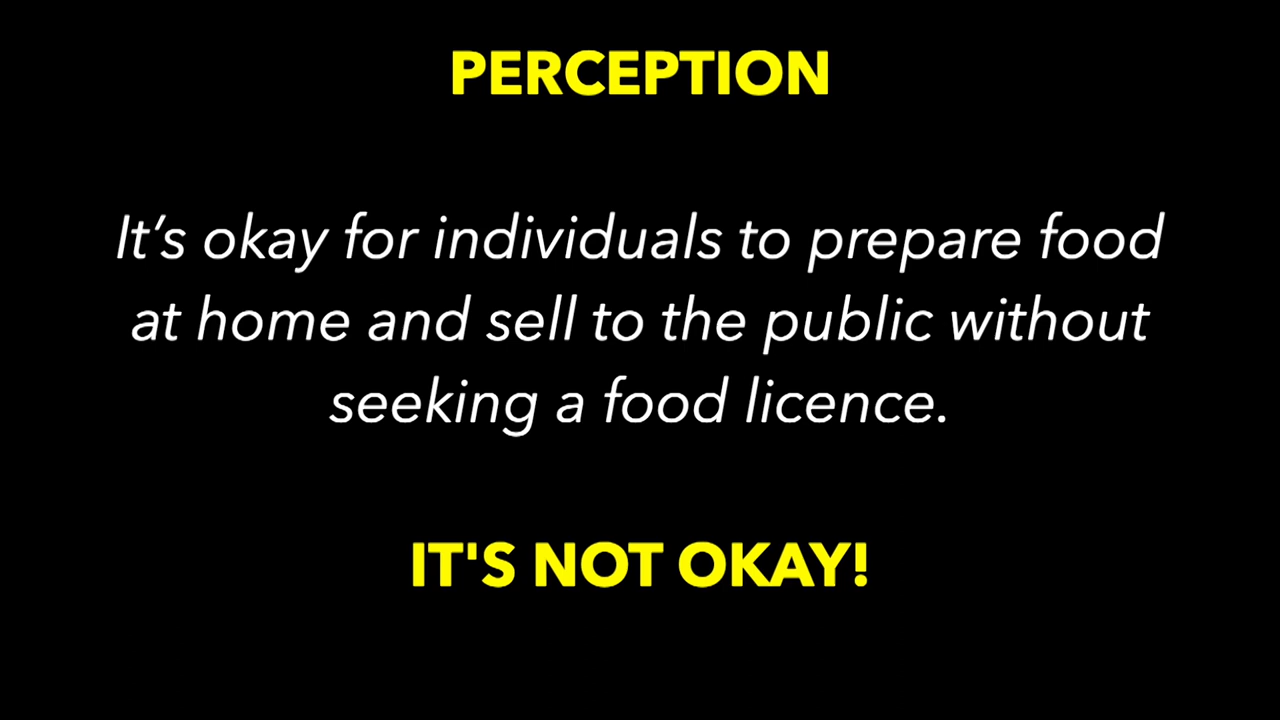 PERCEPTION
It’s okay for individuals to prepare food
at home and sell to the public without
seeking a food licence.
IT'S NOT OKAY!